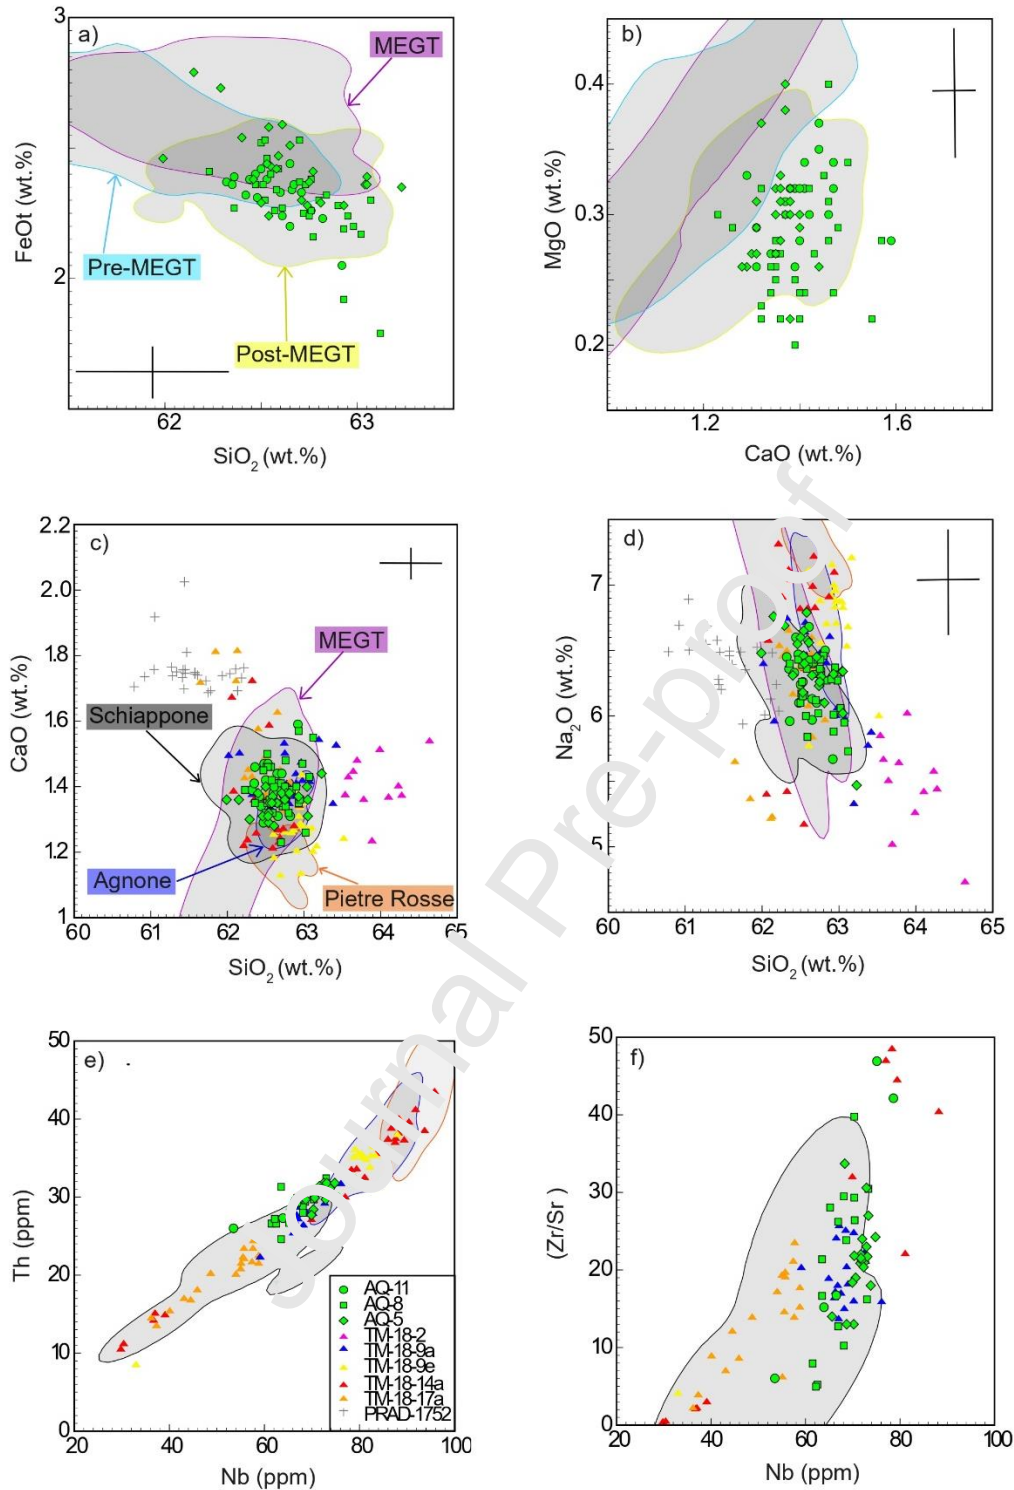 a)
3
2
FeOt (wt.%)
MEGT
Pre-MEGT
Post-MEGT
62
63
SiO2 (wt.%)
b)
0.4
0.3
0.2
MgO (wt.%)
1.2
1.6
CaO (wt.%)
c)
2.2
2.0
1.8
1.6
1.4
1.2
1
CaO (wt.%)
MEGT
Schiappone
Agnone
Pietre Rosse
60 61 62 63 64 65
SiO2 (wt.%)
d)
7
6
5
Na2O (wt.%)
60 61 62 63 64 65
SiO2 (wt.%)
Journal Pre-proof
e)
50
40
30
20
10
0
Th (ppm)
AQ-11
AQ-8
AQ-5
TM-18-2
TM-18-9a
TM-18-9e
TM-18-14a
TM-18-17a
PRAD-1752
20 40 60 80 100
Nb (ppm)
f)
50
40
30
20
10
0
(Zr/Sr )
20 40 60 80 100
Nb (ppm)